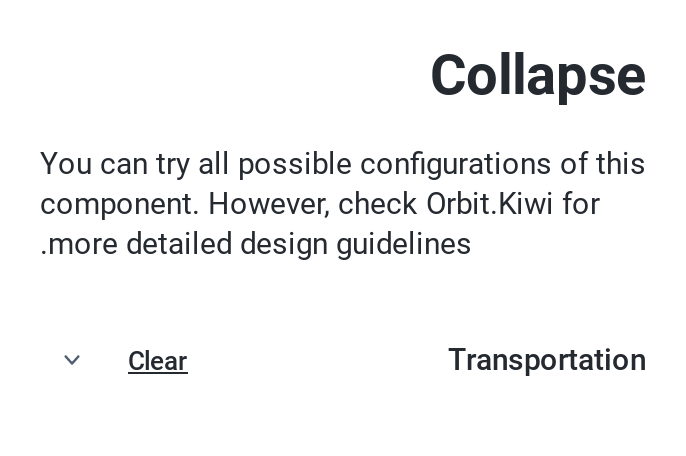 Collapse
You can try all possible configurations of this
component. However, check Orbit.Kiwi for
.more detailed design guidelines
Transportation
Clear